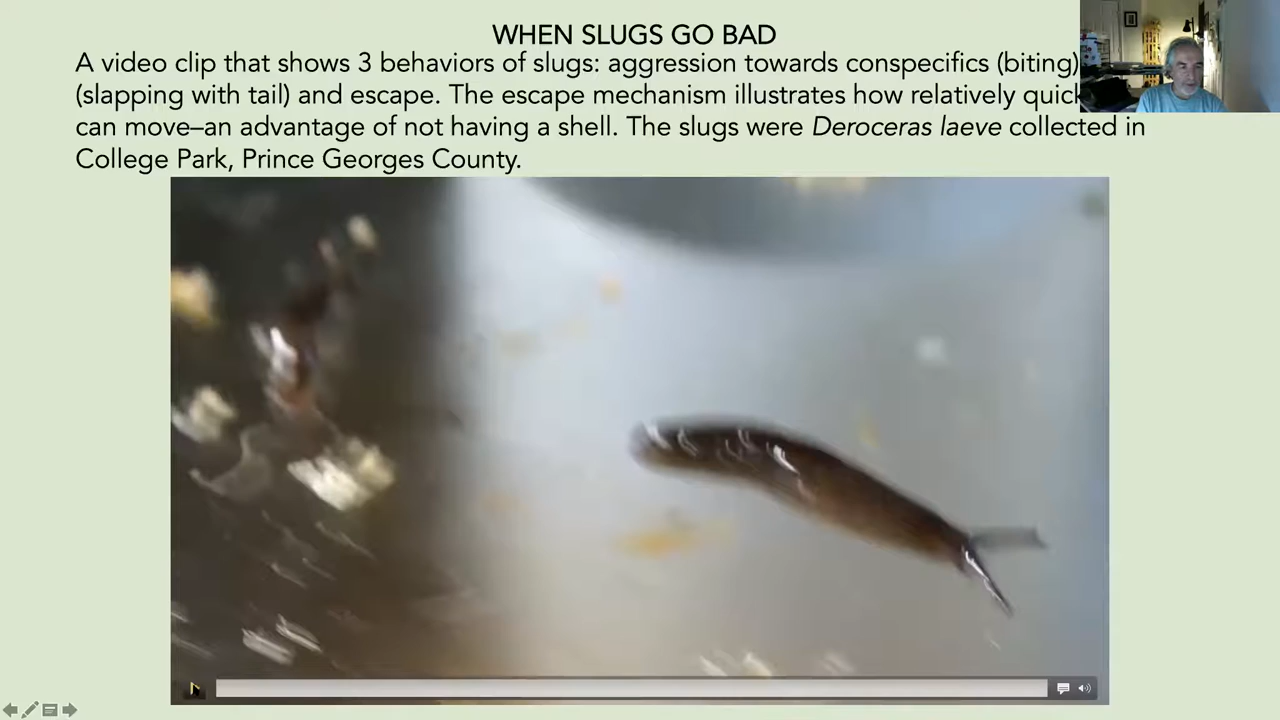 WHEN SLUGS GO BAD
A video clip that shows 3 behaviors of slugs: aggression towards conspecifics (biting)
(slapping with tail) and escape. The escape mechanism illustrates how relatively quick
can move–an advantage of not having a shell. The slugs were Deroceras laeve collected in
College Park, Prince Georges County.